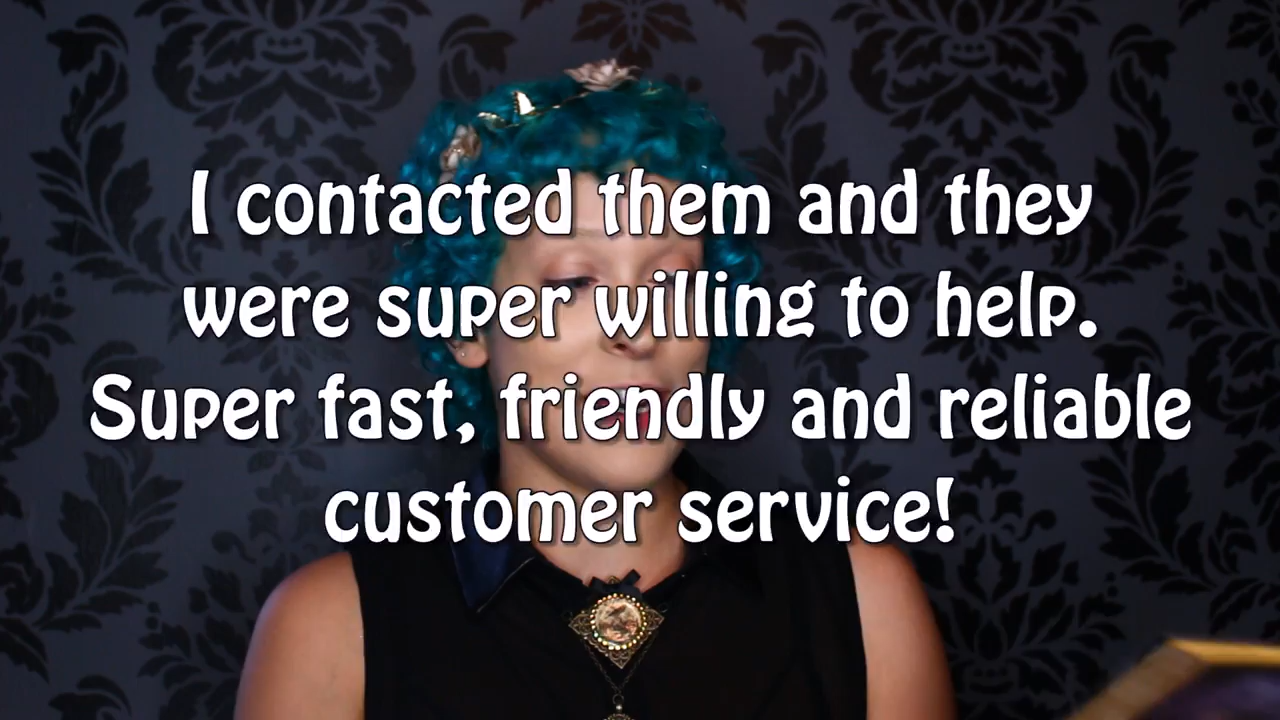 I contacted them and they
were super willing to help.
Super fast, friendly and reliable
customer service!